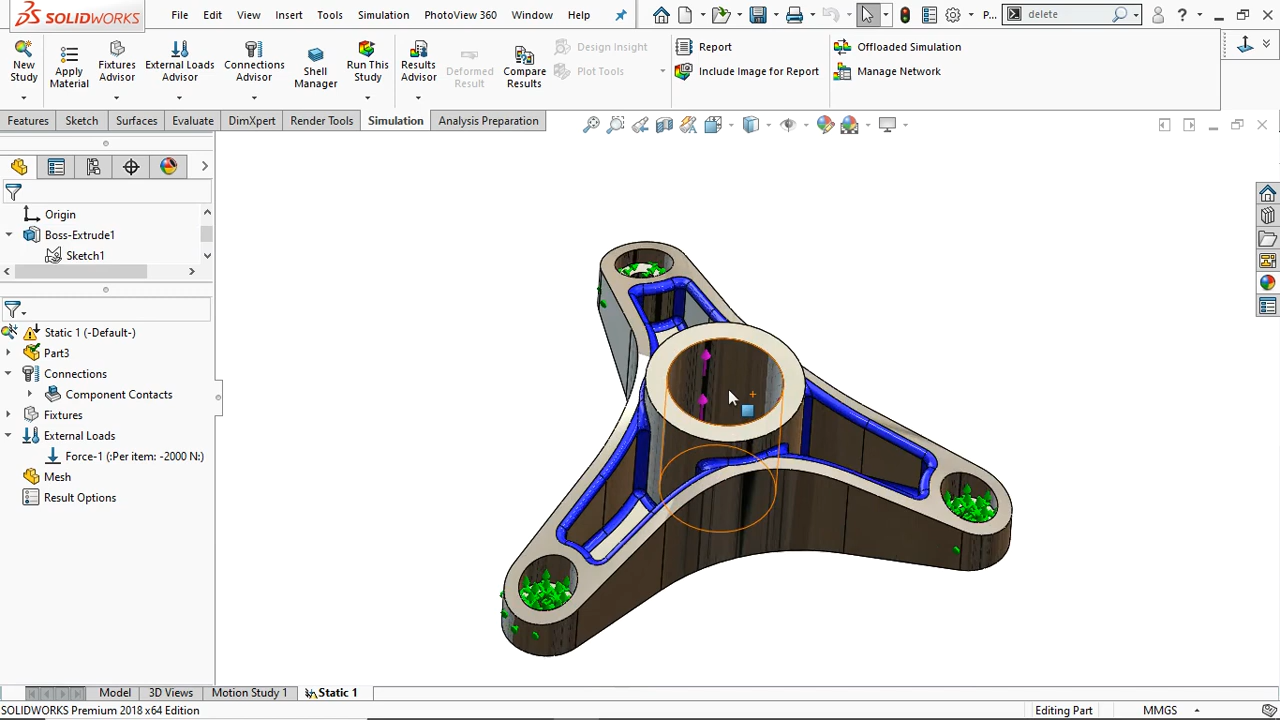 SOLIDWORKS File Edit View Insert Tools Simulation PhotoView 360 Window Help P... delete ?
New Study Apply Material Fixtures Advisor External Loads Advisor Connections Advisor Shell Manager Run This Study Results Advisor Deformed Result Compare Results
Design Insight Report Offloaded Simulation
Plot Tools Include Image for Report Manage Network
Features Sketch Surfaces Evaluate DimXpert Render Tools Simulation Analysis Preparation
Origin
Boss-Extrude1
Sketch1
Static 1 (-Default-)
Part3
Connections
Component Contacts
Fixtures
External Loads
Force-1 (:Per item: -2000 N:)
Mesh
Result Options
Model 3D Views Motion Study 1 Static 1
SOLIDWORKS Premium 2018 x64 Edition Editing Part MMGS